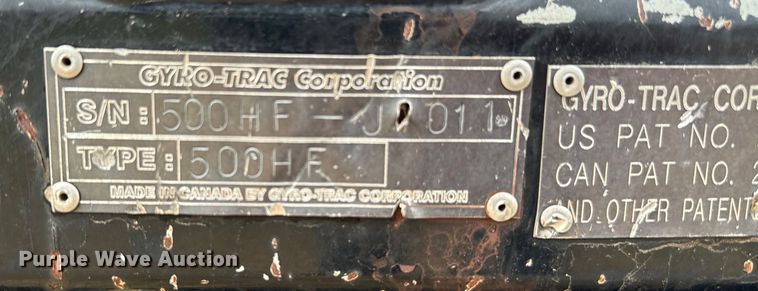 GYRO-TRAC Corporation
S/N: 500HF-J
TYPE: 500HF
MADE IN CANADA BY GYRO-TRAC CORPORATION
GYRO-TRAC COR
US PAT NO.
CAN PAT NO. 2
AND OTHER PATENT
Purple Wave Auction